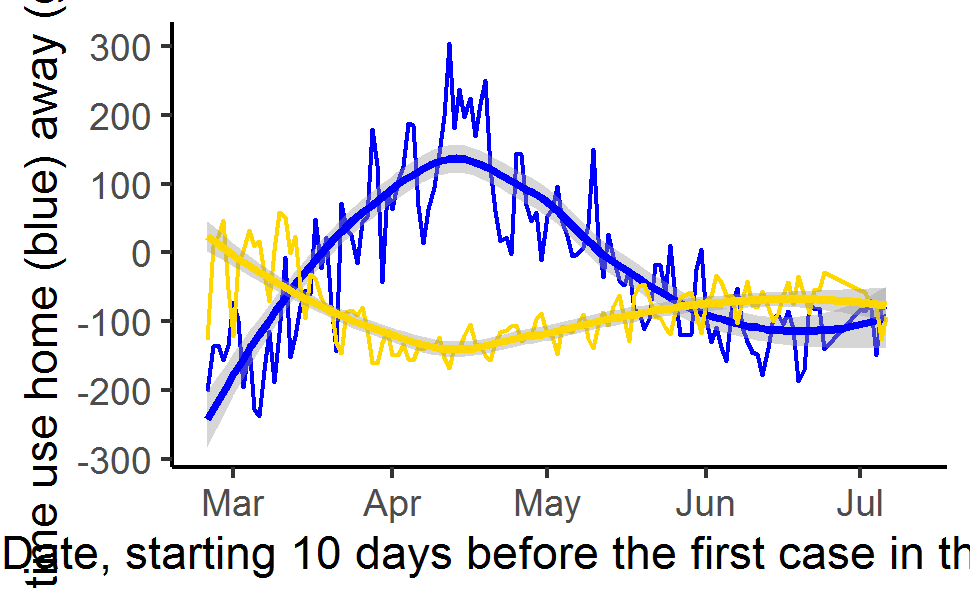 time use home (blue) away (
300
200
100
0
-100
-200
-300
Mar Apr May Jun Jul
Date, starting 10 days before the first case in th